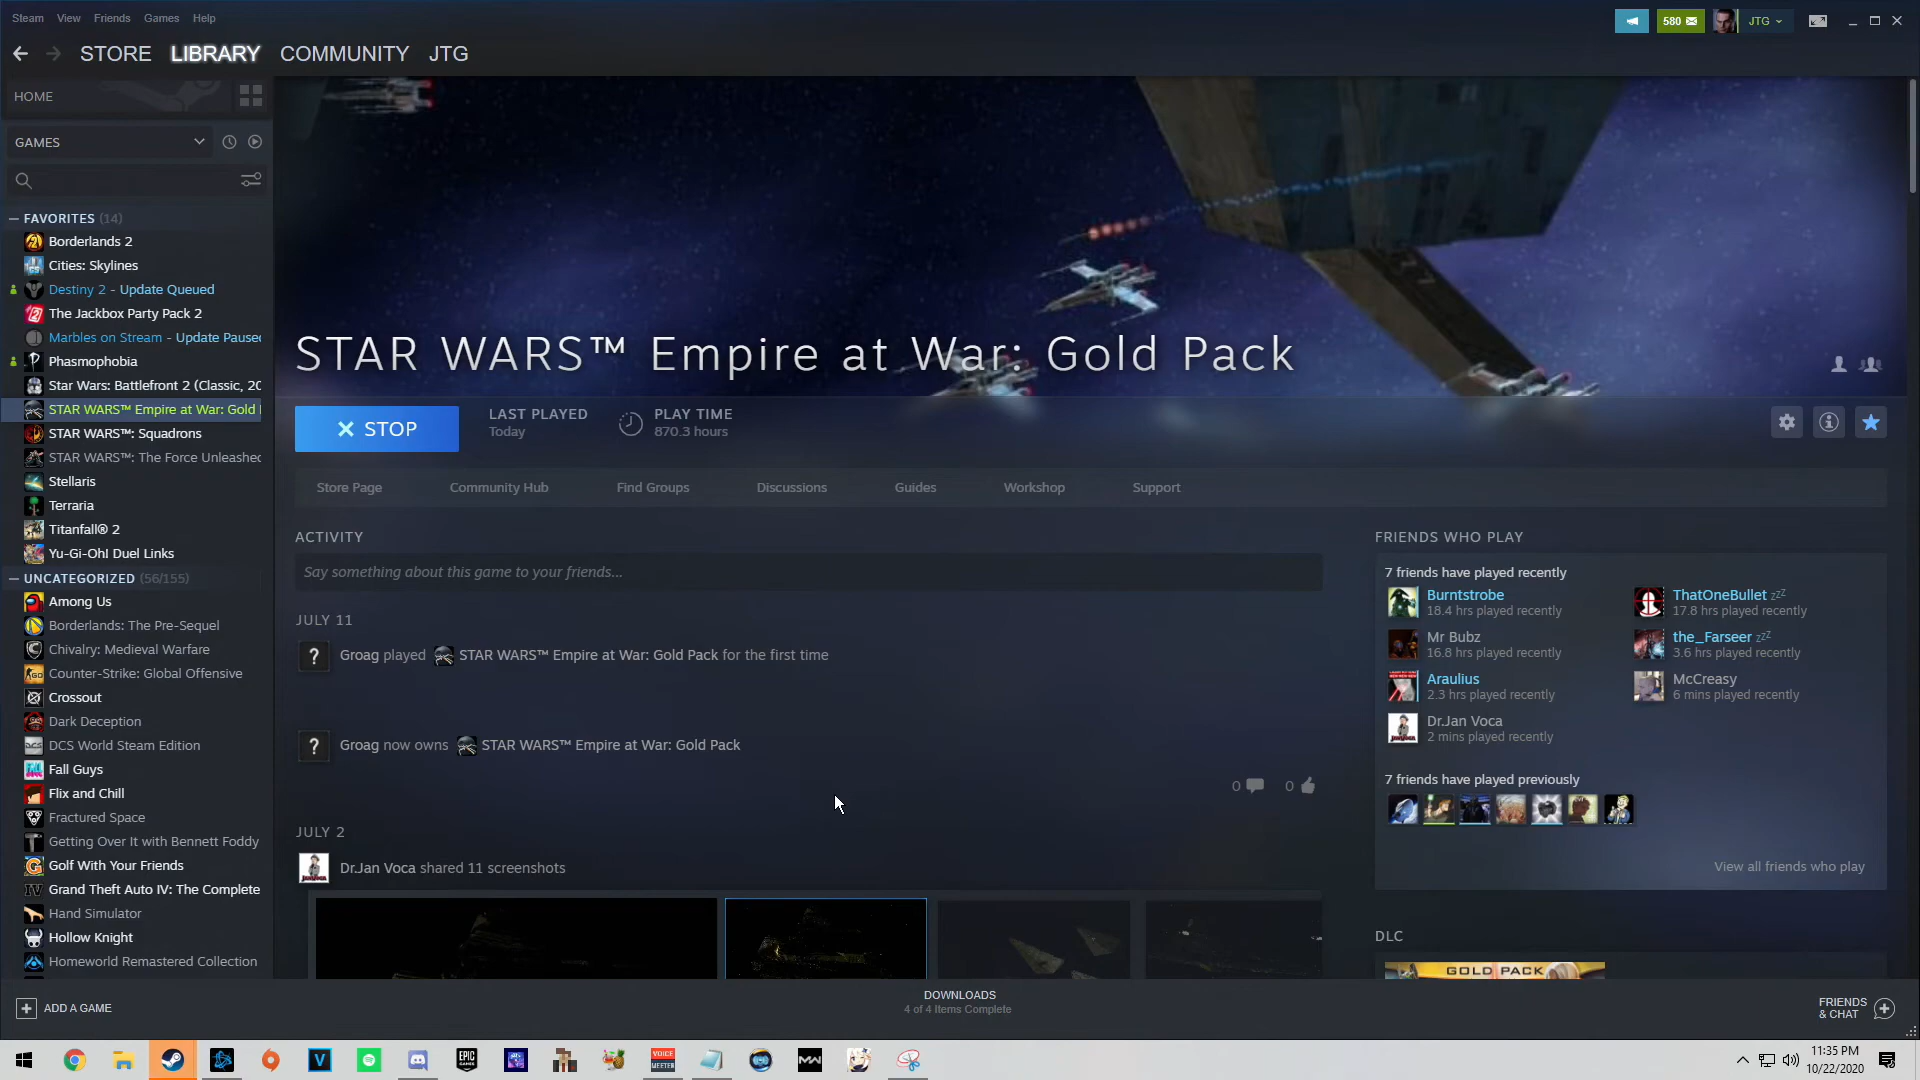 Steam View Friends Games Help
580 JTG
STORE LIBRARY COMMUNITY JTG
HOME
GAMES
FAVORITES (14)
Borderlands 2
Cities: Skylines
Destiny 2 - Update Queued
The Jackbox Party Pack 2
Marbles on Stream - Update Paused
Phasmophobia
Star Wars: Battlefront 2 (Classic, 20
STAR WARS™ Empire at War: Gold
STAR WARS™: Squadrons
STAR WARS™: The Force Unleashed
Stellaris
Terraria
Titanfall® 2
Yu-Gi-Oh! Duel Links
UNCATEGORIZED (56/155)
Among Us
Borderlands: The Pre-Sequel
Chivalry: Medieval Warfare
Counter-Strike: Global Offensive
Crossout
Dark Deception
DCS World Steam Edition
Fall Guys
Flix and Chill
Fractured Space
Getting Over It with Bennett Foddy
Golf With Your Friends
Grand Theft Auto IV: The Complete
Hand Simulator
Hollow Knight
Homeworld Remastered Collection
ADD A GAME
STAR WARS™ Empire at War: Gold Pack
STOP
LAST PLAYED
Today
PLAY TIME
870.3 hours
Store Page Community Hub Find Groups Discussions Guides Workshop Support
ACTIVITY
Say something about this game to your friends...
JULY 11
? Groag played STAR WARS™ Empire at War: Gold Pack for the first time
? Groag now owns STAR WARS™ Empire at War: Gold Pack
0 0
JULY 2
Dr.Jan Voca shared 11 screenshots
FRIENDS WHO PLAY
7 friends have played recently
Burntstrobe
18.4 hrs played recently
ThatOneBullet zzZ
17.8 hrs played recently
Mr Bubz
16.8 hrs played recently
the_Farseer zzZ
3.6 hrs played recently
Araulius
2.3 hrs played recently
McCreasy
6 mins played recently
Dr.Jan Voca
2 mins played recently
7 friends have played previously
View all friends who play
DLC
GOLD PACK
DOWNLOADS
4 of 4 Items Complete
FRIENDS
& CHAT
EPIC
GAMES
VOICE
MEETER
11:35 PM
10/22/2020